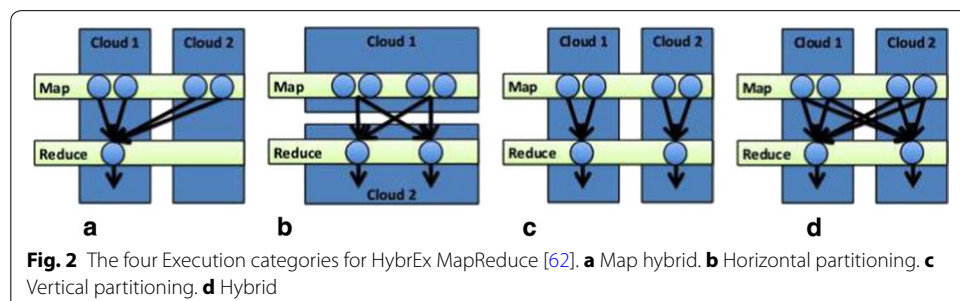 Cloud 1 Cloud 2 Cloud 1 Cloud 1 Cloud 2 Cloud 1 Cloud 2
Map Map Map Map
Reduce Reduce Reduce Reduce
Cloud 2
a b c d
Fig. 2 The four Execution categories for HybrEx MapReduce [62]. a Map hybrid. b Horizontal partitioning. c
Vertical partitioning. d Hybrid